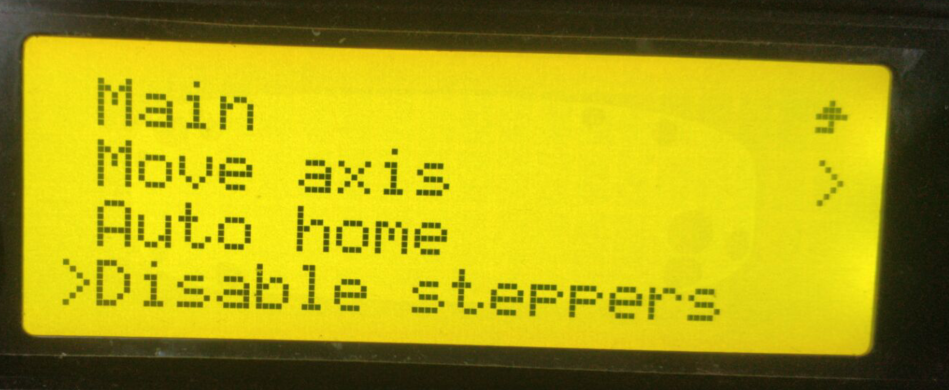 Main
Move axis >
Auto home
>Disable steppers